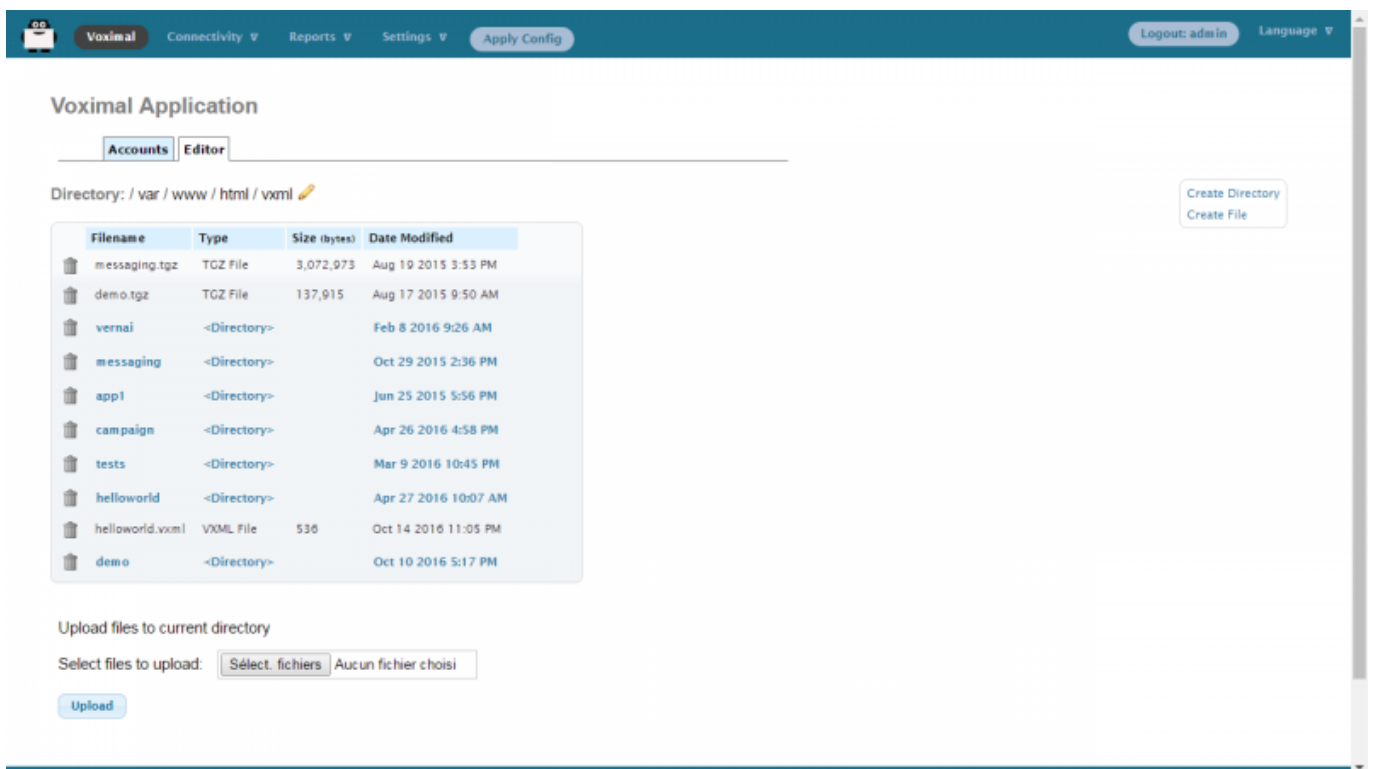 Voximal Connectivity ∇ Reports ∇ Settings ∇ Apply Config Logout: admin Language ∇
Voximal Application
Accounts Editor
Directory: / var / www / html / vxml
Create Directory
Create File
Filename Type Size (bytes) Date Modified
messaging.tgz TGZ File 3,072,973 Aug 19 2015 3:53 PM
demo.tgz TGZ File 137,915 Aug 17 2015 9:50 AM
vernai <Directory> Feb 8 2016 9:26 AM
messaging <Directory> Oct 29 2015 2:36 PM
app1 <Directory> Jun 25 2015 5:56 PM
campaign <Directory> Apr 26 2016 4:58 PM
tests <Directory> Mar 9 2016 10:45 PM
helloworld <Directory> Apr 27 2016 10:07 AM
helloworld.vxml VXML File 536 Oct 14 2016 11:05 PM
demo <Directory> Oct 10 2016 5:17 PM
Upload files to current directory
Select files to upload: Sélect. fichiers Aucun fichier choisi
Upload